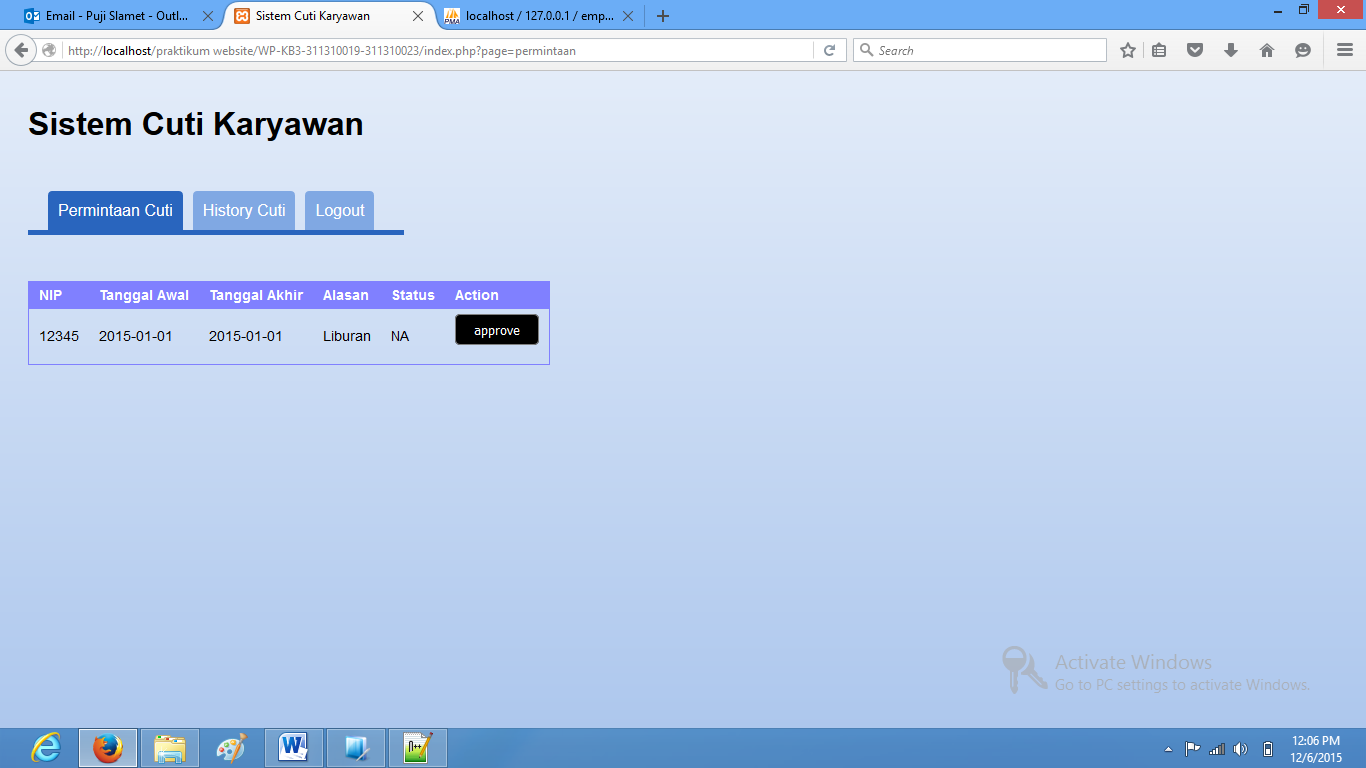 Email - Puji Slamet - Outl... Sistem Cuti Karyawan localhost / 127.0.0.1 / emp...
http://localhost/praktikum website/WP-KB3-311310019-311310023/index.php?page=permintaan Search
Sistem Cuti Karyawan
Permintaan Cuti History Cuti Logout
NIP Tanggal Awal Tanggal Akhir Alasan Status Action
12345 2015-01-01 2015-01-01 Liburan NA approve
Activate Windows
Go to PC settings to activate Windows.
12:06 PM
12/6/2015